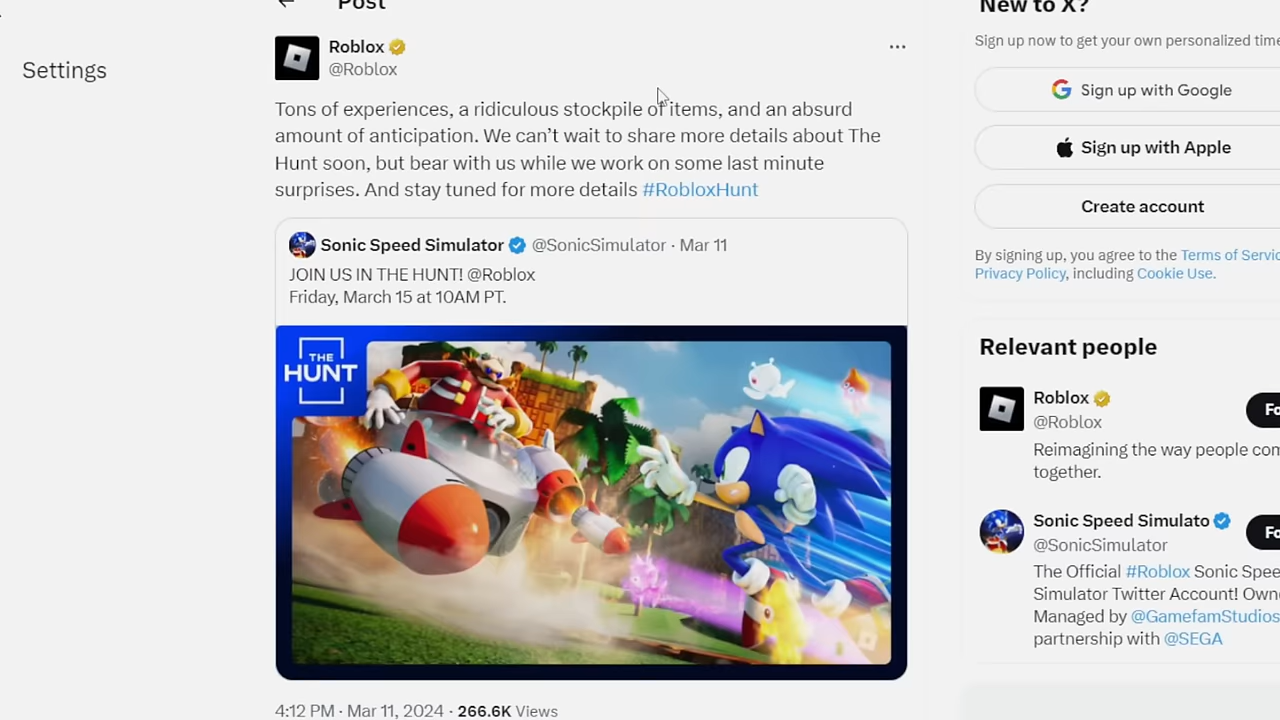 Post
Roblox
@Roblox
Settings
Tons of experiences, a ridiculous stockpile of items, and an absurd
amount of anticipation. We can’t wait to share more details about The
Hunt soon, but bear with us while we work on some last minute
surprises. And stay tuned for more details #RobloxHunt
Sonic Speed Simulator @SonicSimulator · Mar 11
JOIN US IN THE HUNT! @Roblox
Friday, March 15 at 10AM PT.
THE
HUNT
4:12 PM · Mar 11, 2024 · 266.6K Views
New to X?
Sign up now to get your own personalized time
Sign up with Google
Sign up with Apple
Create account
By signing up, you agree to the Terms of Servic
Privacy Policy, including Cookie Use.
Relevant people
Roblox
@Roblox
Fo
Reimagining the way people com
together.
Sonic Speed Simulato
@SonicSimulator
Fo
The Official #Roblox Sonic Spee
Simulator Twitter Account! Own
Managed by @GamefamStudios
partnership with @SEGA